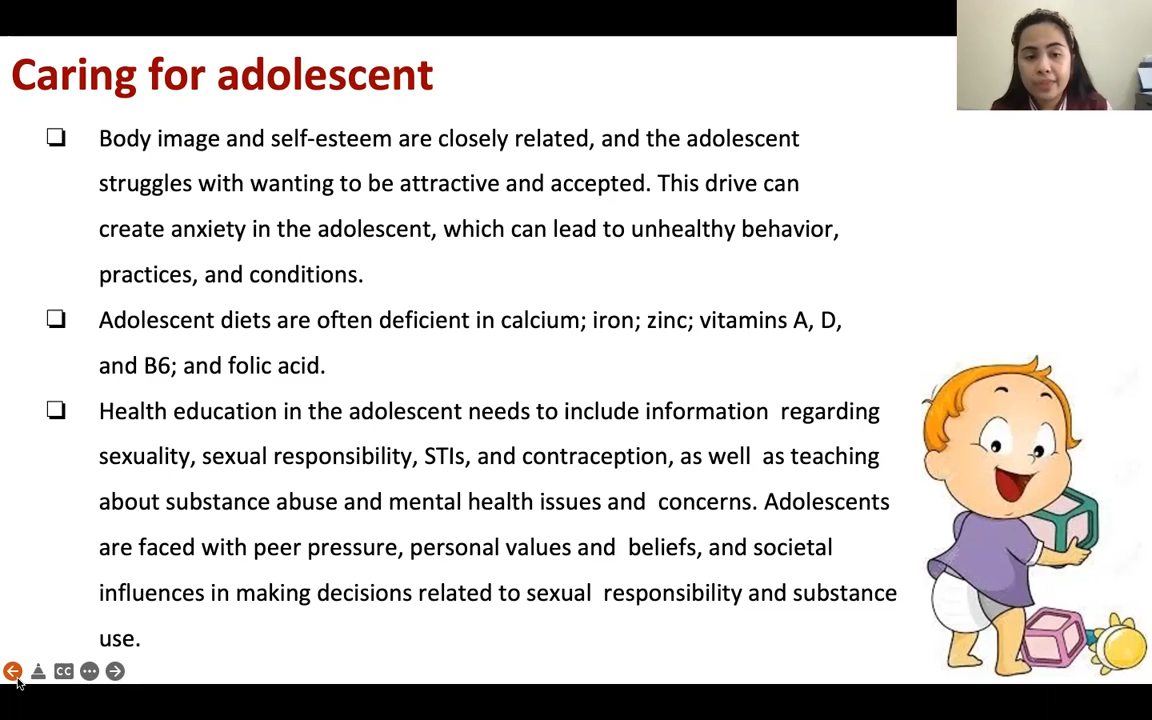 Caring for adolescent
❑ Body image and self-esteem are closely related, and the adolescent
struggles with wanting to be attractive and accepted. This drive can
create anxiety in the adolescent, which can lead to unhealthy behavior,
practices, and conditions.
❑ Adolescent diets are often deficient in calcium; iron; zinc; vitamins A, D,
and B6; and folic acid.
❑ Health education in the adolescent needs to include information regarding
sexuality, sexual responsibility, STIs, and contraception, as well as teaching
about substance abuse and mental health issues and concerns. Adolescents
are faced with peer pressure, personal values and beliefs, and societal
influences in making decisions related to sexual responsibility and substance
use.
CC